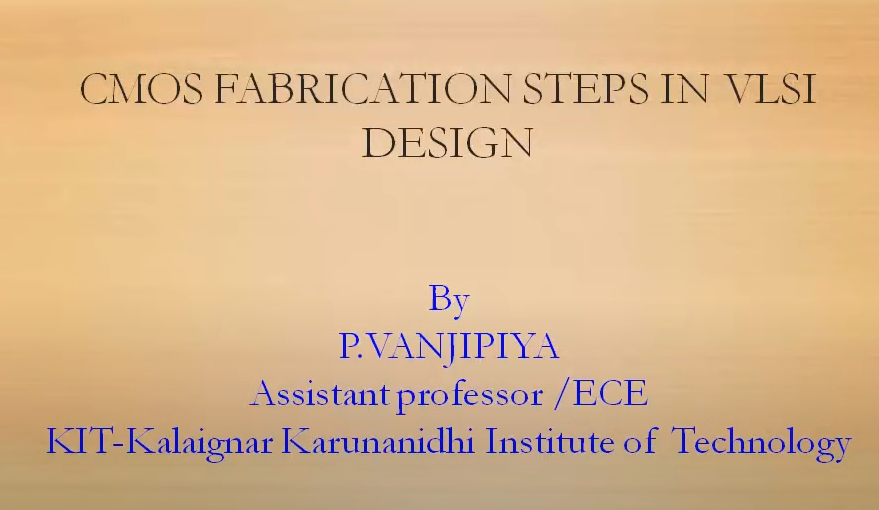 CMOS FABRICATION STEPS IN VLSI
DESIGN
By
P.VANJIPIYA
Assistant professor /ECE
KIT-Kalaignar Karunanidhi Institute of Technology